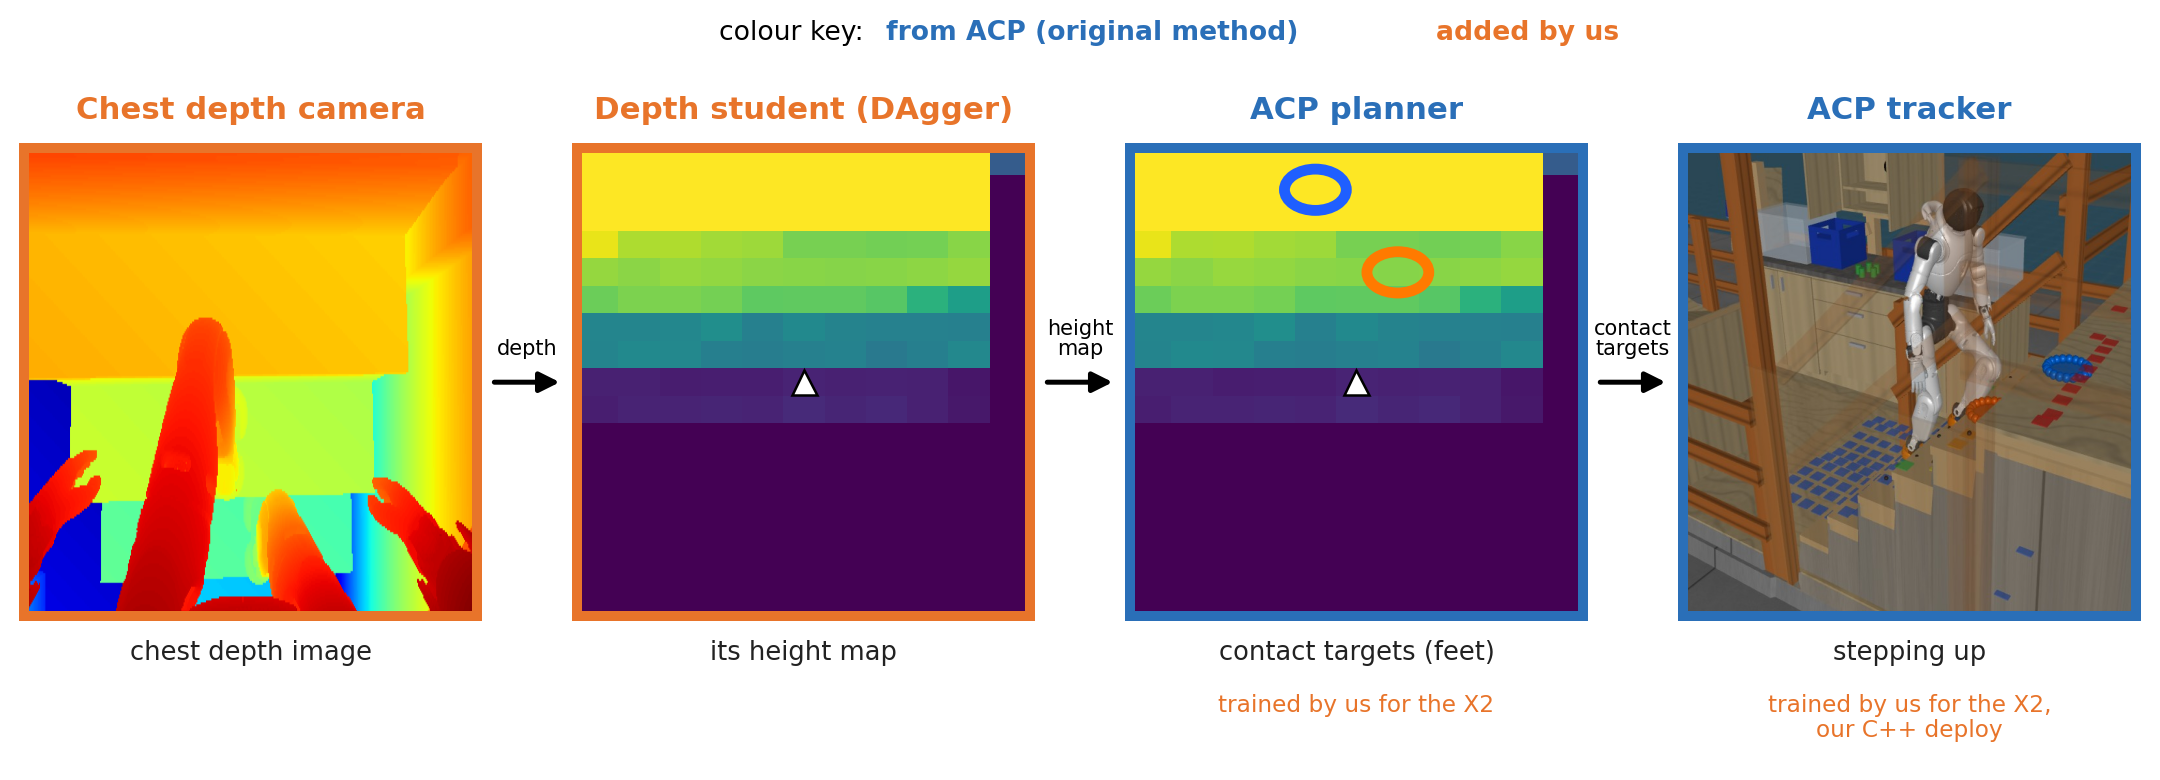 colour key: from ACP (original method) added by us
Chest depth camera
Depth student (DAgger)
ACP planner
ACP tracker
depth
height
map
contact
targets
chest depth image
its height map
contact targets (feet)
stepping up
trained by us for the X2
trained by us for the X2,
our C++ deploy